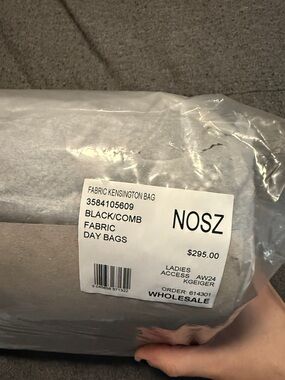 FABRIC KENSINGTON BAG
3584105609
BLACK/COMB
FABRIC
DAY BAGS
NOSZ
$295.00
LADIES
ACCESS AW24
KGEIGER
ORDER: 614301
WHOLESALE